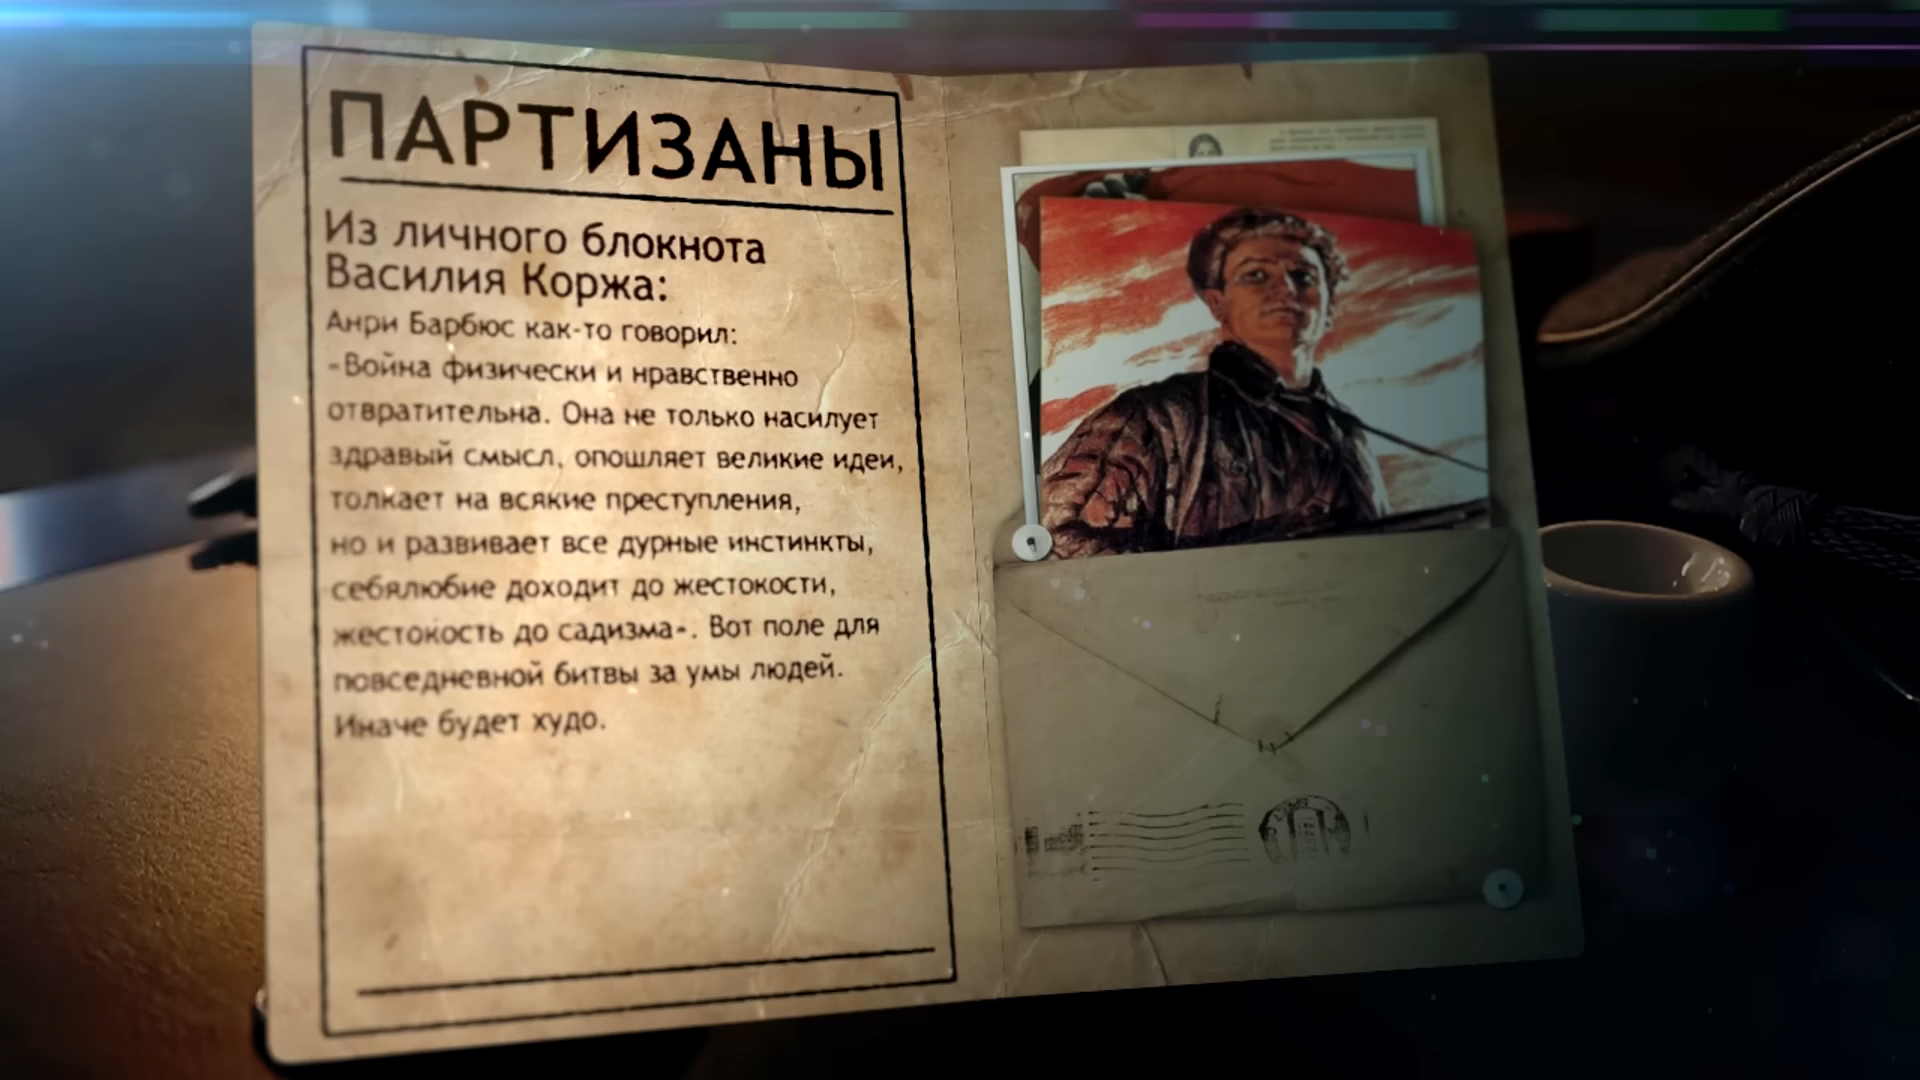 ПАРТИЗАНЫ
Из личного блокнота
Василия Коржа:
Анри Барбюс как-то говорил:
-Война физически и нравственно
отвратительна. Она не только насилует
здравый смысл, опошляет великие идеи,
толкает на всякие преступления,
но и развивает все дурные инстинкты,
себялюбие доходит до жестокости,
жестокость до садизма-. Вот поле для
повседневной битвы за умы людей.
Иначе будет худо.